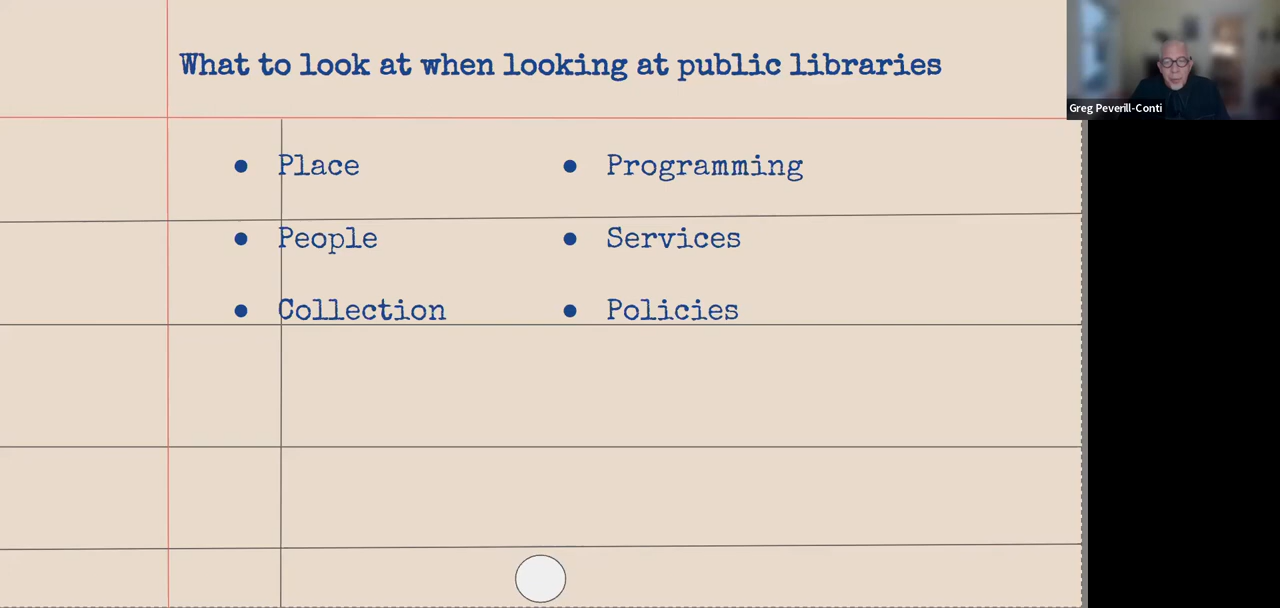 What to look at when looking at public libraries
Greg Peverill-Conti
• Place
• People
• Collection
• Programming
• Services
• Policies